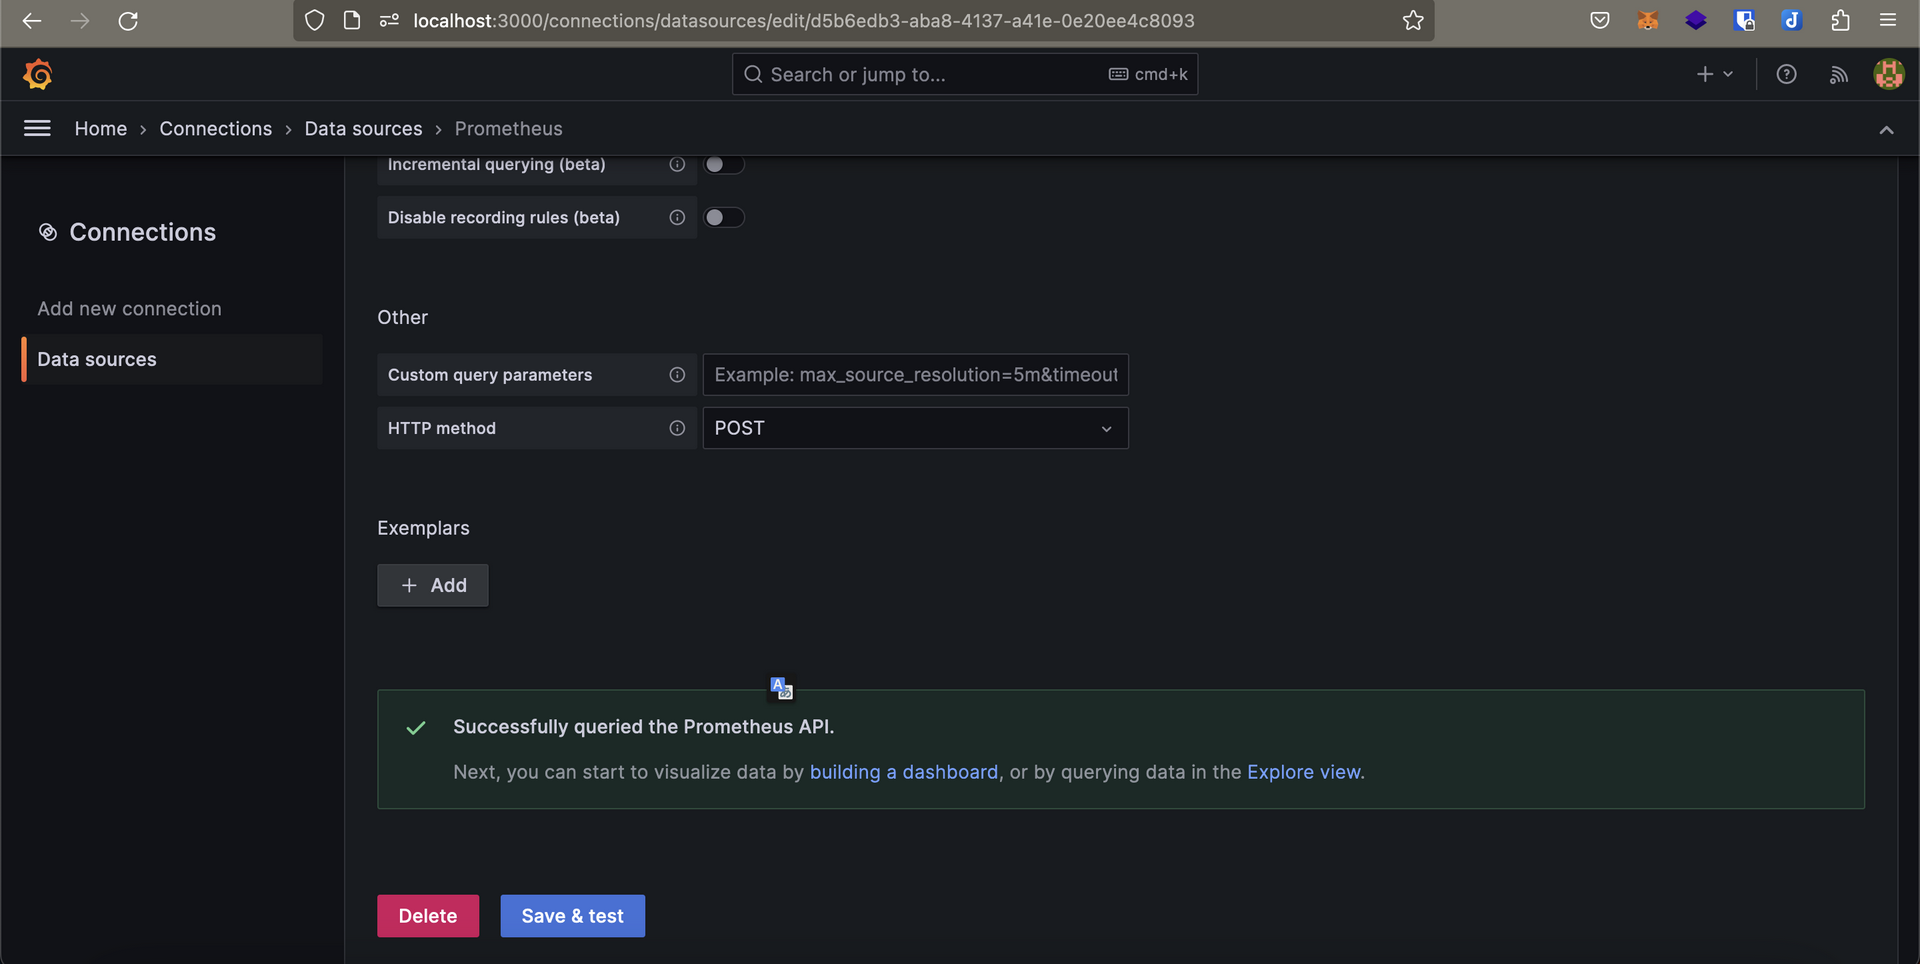 localhost:3000/connections/datasources/edit/d5b6edb3-aba8-4137-a41e-0e20ee4c8093
Search or jump to... cmd+k
Home › Connections › Data sources › Prometheus
Incremental querying (beta)
Disable recording rules (beta)
Connections
Add new connection
Data sources
Other
Custom query parameters Example: max_source_resolution=5m&timeout
HTTP method POST
Exemplars
+ Add
Successfully queried the Prometheus API.
Next, you can start to visualize data by building a dashboard, or by querying data in the Explore view.
Delete Save & test